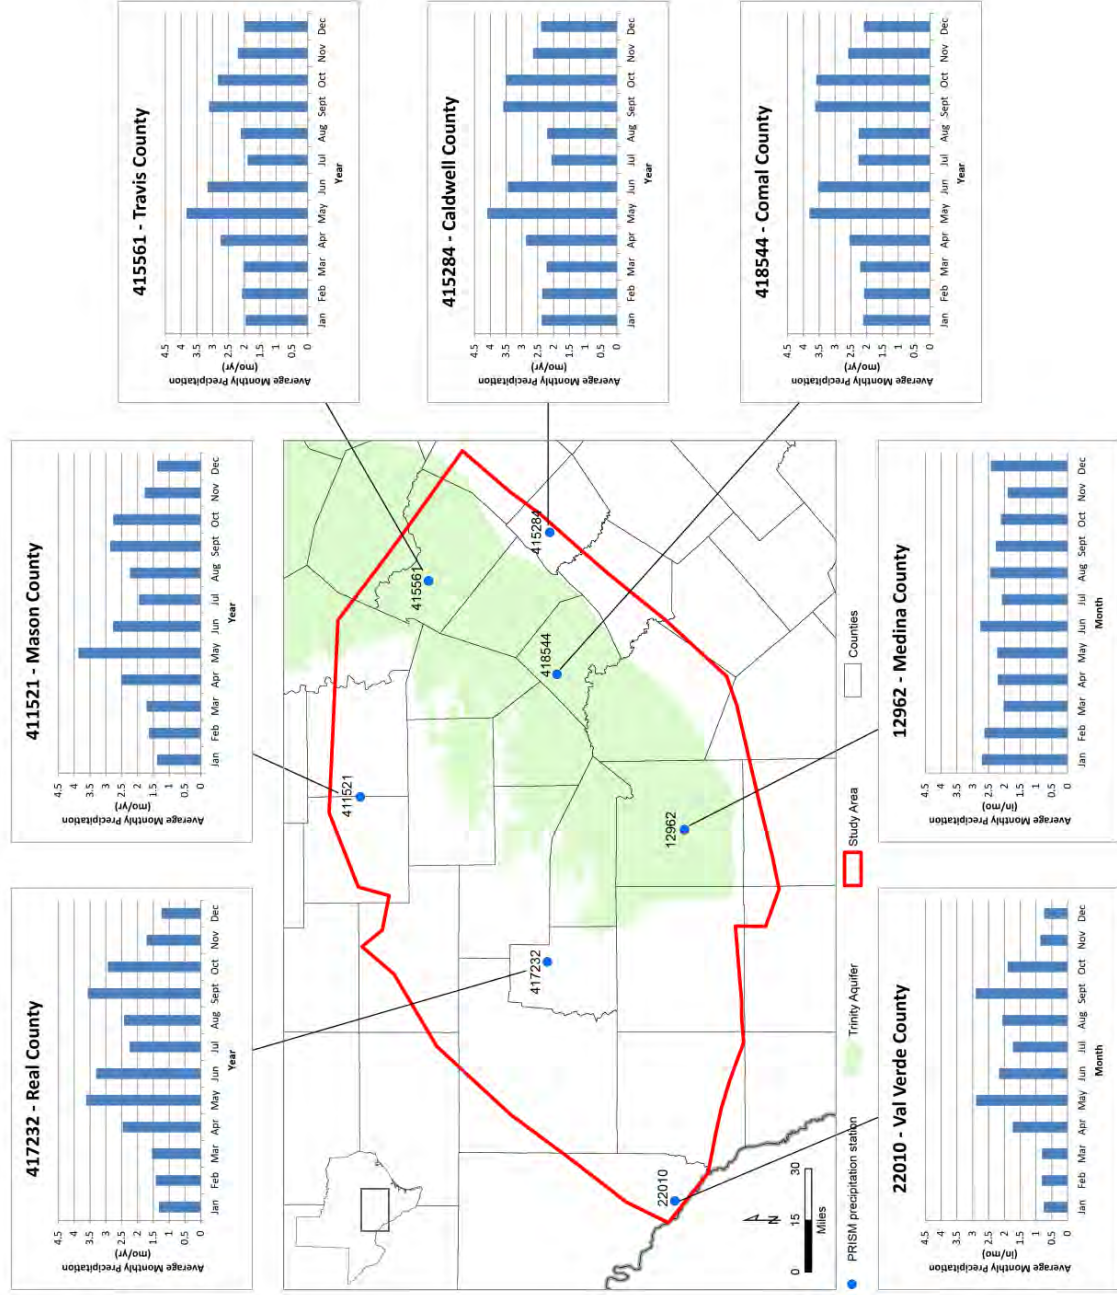 417232 - Real County
Average Monthly Precipitation
(mo/yr)
4.5
4
3.5
3
2.5
2
1.5
1
0.5
0
Jan Feb Mar Apr May Jun Jul Aug Sept Oct Nov Dec
Year
411521 - Mason County
Average Monthly Precipitation
(mo/yr)
4.5
4
3.5
3
2.5
2
1.5
1
0.5
0
Jan Feb Mar Apr May Jun Jul Aug Sept Oct Nov Dec
Year
415561 - Travis County
Average Monthly Precipitation
(mo/yr)
4.5
4
3.5
3
2.5
2
1.5
1
0.5
0
Jan Feb Mar Apr May Jun Jul Aug Sept Oct Nov Dec
Year
415284 - Caldwell County
Average Monthly Precipitation
(mo/yr)
4.5
4
3.5
3
2.5
2
1.5
1
0.5
0
Jan Feb Mar Apr May Jun Jul Aug Sept Oct Nov Dec
Year
418544 - Comal County
Average Monthly Precipitation
(mo/yr)
4.5
4
3.5
3
2.5
2
1.5
1
0.5
0
Jan Feb Mar Apr May Jun Jul Aug Sept Oct Nov Dec
Year
411521
415561
417232
415284
418544
12962
22010
N
0 15 30
Miles
PRISM precipitation station
Trinity Aquifer
Study Area
Counties
22010 - Val Verde County
Average Monthly Precipitation
(in/mo)
4.5
4
3.5
3
2.5
2
1.5
1
0.5
0
Jan Feb Mar Apr May Jun Jul Aug Sept Oct Nov Dec
Month
12962 - Medina County
Average Monthly Precipitation
(in/mo)
4.5
4
3.5
3
2.5
2
1.5
1
0.5
0
Jan Feb Mar Apr May Jun Jul Aug Sept Oct Nov Dec
Month